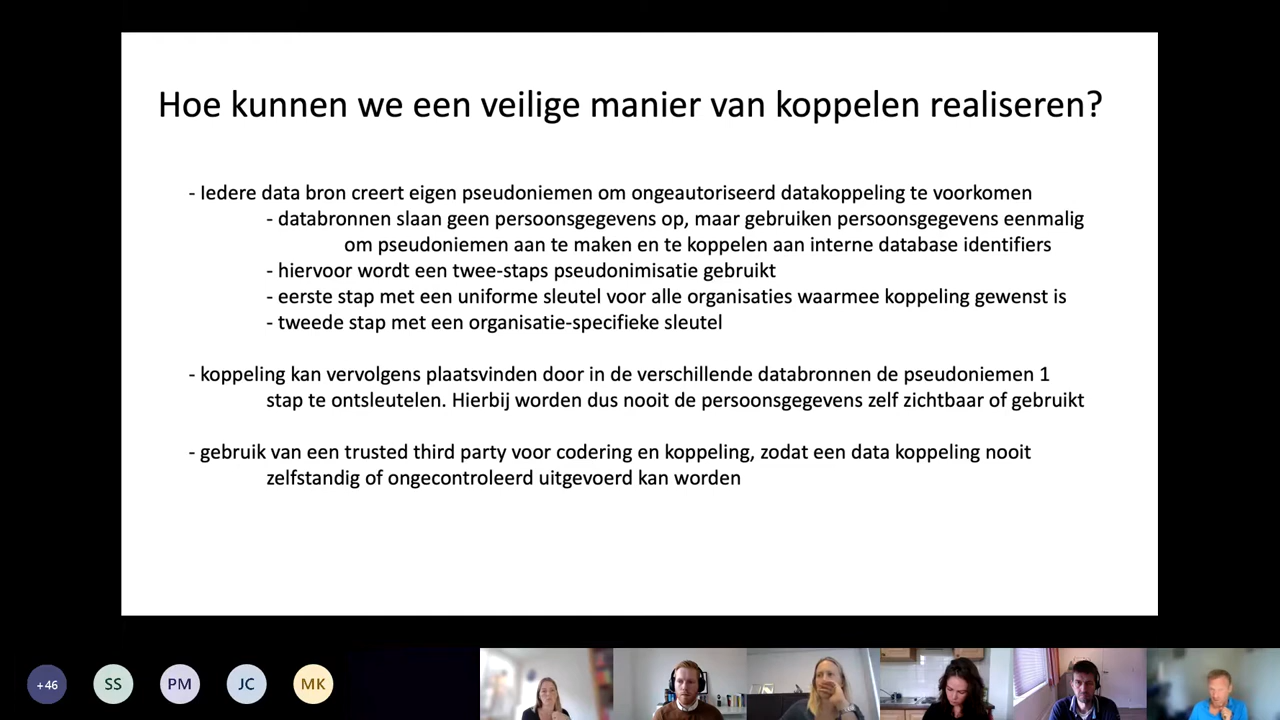 Hoe kunnen we een veilige manier van koppelen realiseren?
- Iedere data bron creert eigen pseudoniemen om ongeautoriseerd datakoppeling te voorkomen
- databronnen slaan geen persoonsgegevens op, maar gebruiken persoonsgegevens eenmalig
om pseudoniemen aan te maken en te koppelen aan interne database identifiers
- hiervoor wordt een twee-staps pseudonimisatie gebruikt
- eerste stap met een uniforme sleutel voor alle organisaties waarmee koppeling gewenst is
- tweede stap met een organisatie-specifieke sleutel
- koppeling kan vervolgens plaatsvinden door in de verschillende databronnen de pseudoniemen 1
stap te ontsleutelen. Hierbij worden dus nooit de persoonsgegevens zelf zichtbaar of gebruikt
- gebruik van een trusted third party voor codering en koppeling, zodat een data koppeling nooit
zelfstandig of ongecontroleerd uitgevoerd kan worden
+46 SS PM JC MK